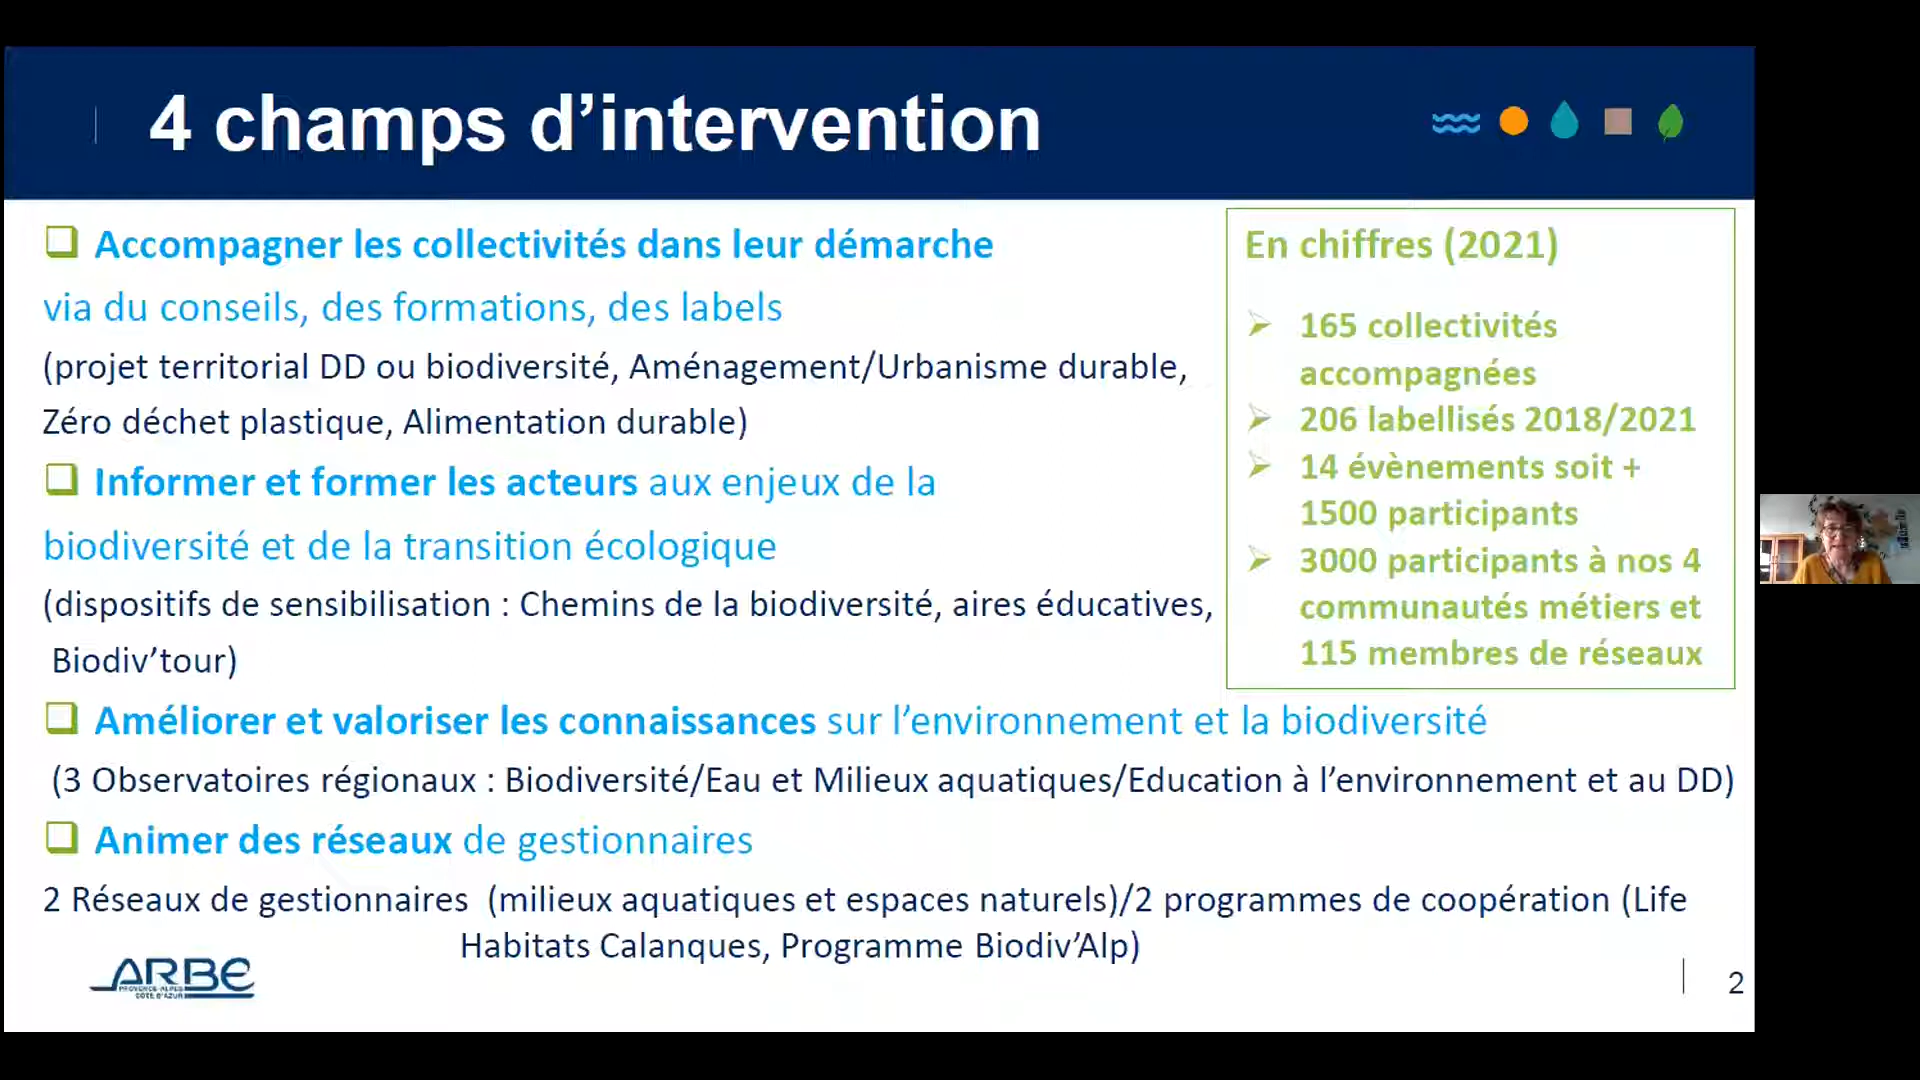 4 champs d’intervention
Accompagner les collectivités dans leur démarche
via du conseils, des formations, des labels
(projet territorial DD ou biodiversité, Aménagement/Urbanisme durable,
Zéro déchet plastique, Alimentation durable)
Informer et former les acteurs aux enjeux de la
biodiversité et de la transition écologique
(dispositifs de sensibilisation : Chemins de la biodiversité, aires éducatives,
Biodiv’tour)
Améliorer et valoriser les connaissances sur l’environnement et la biodiversité
(3 Observatoires régionaux : Biodiversité/Eau et Milieux aquatiques/Education à l’environnement et au DD)
Animer des réseaux de gestionnaires
2 Réseaux de gestionnaires (milieux aquatiques et espaces naturels)/2 programmes de coopération (Life
Habitats Calanques, Programme Biodiv’Alp)
En chiffres (2021)
165 collectivités
accompagnées
206 labellisés 2018/2021
14 évènements soit +
1500 participants
3000 participants à nos 4
communautés métiers et
115 membres de réseaux
ARBE
PROVENCE-ALPES
CÔTE D’AZUR
2